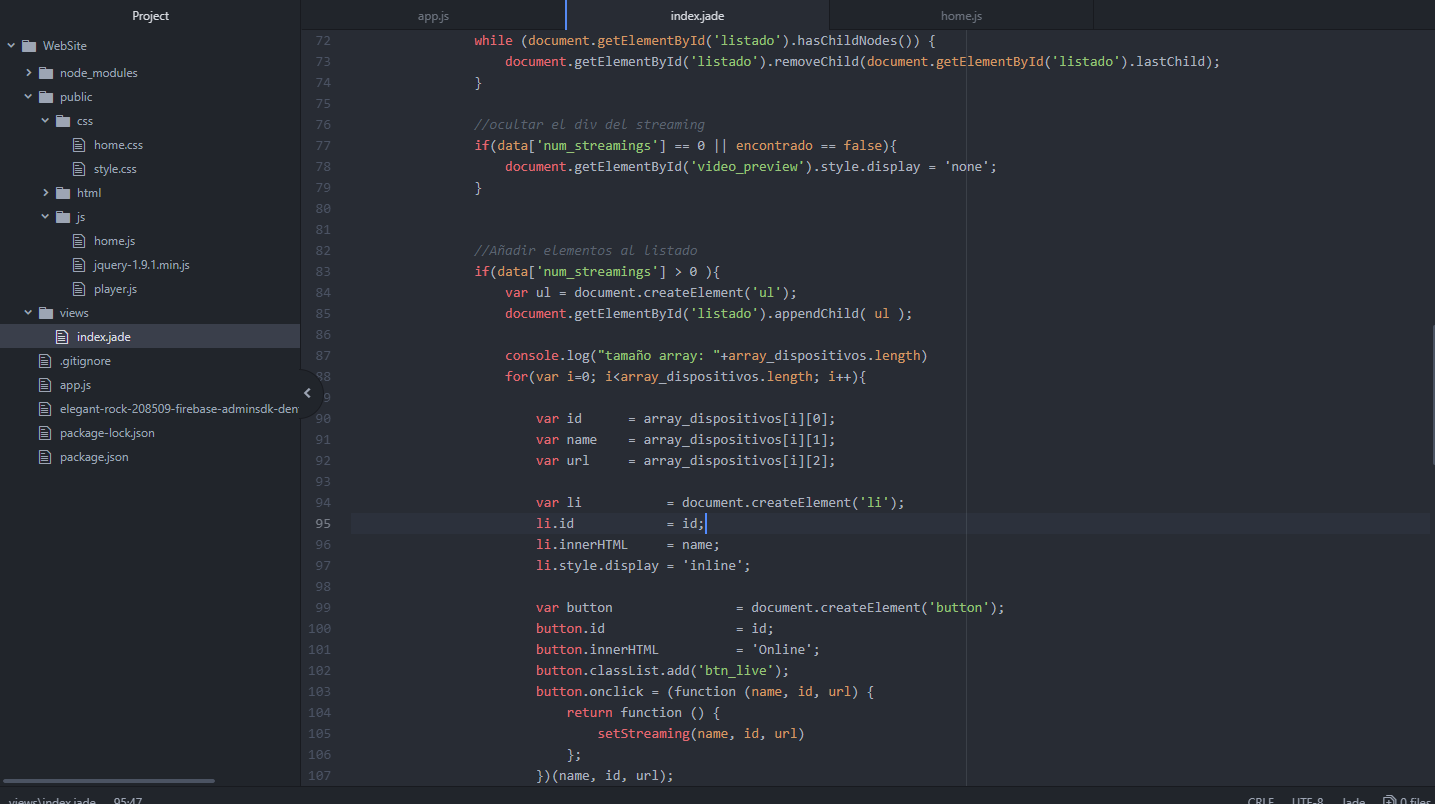 Project
WebSite
node_modules
public
css
home.css
style.css
html
js
home.js
jquery-1.9.1.min.js
player.js
views
index.jade
.gitignore
app.js
elegant-rock-208509-firebase-adminsdk-den
package-lock.json
package.json
app.js
index.jade
home.js
72 while (document.getElementById('listado').hasChildNodes()) {
73 document.getElementById('listado').removeChild(document.getElementById('listado').lastChild);
74 }
75
76 //ocultar el div del streaming
77 if(data['num_streamings'] == 0 || encontrado == false){
78 document.getElementById('video_preview').style.display = 'none';
79 }
80
81
82 //Añadir elementos al listado
83 if(data['num_streamings'] > 0 ){
84 var ul = document.createElement('ul');
85 document.getElementById('listado').appendChild( ul );
86
87 console.log("tamaño array: "+array_dispositivos.length)
88 for(var i=0; i<array_dispositivos.length; i++){
9
90 var id = array_dispositivos[i][0];
91 var name = array_dispositivos[i][1];
92 var url = array_dispositivos[i][2];
93
94 var li = document.createElement('li');
95 li.id = id;
96 li.innerHTML = name;
97 li.style.display = 'inline';
98
99 var button = document.createElement('button');
100 button.id = id;
101 button.innerHTML = 'Online';
102 button.classList.add('btn_live');
103 button.onclick = (function (name, id, url) {
104 return function () {
105 setStreaming(name, id, url)
106 };
107 })(name, id, url);
views\index.jade 95:47 CRLF UTF-8 Jade 0 files